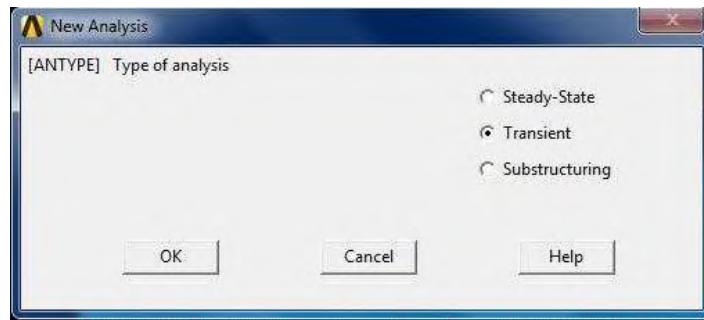 New Analysis
[ANTYPE] Type of analysis
Steady-State
Transient
Substructuring
OK
Cancel
Help